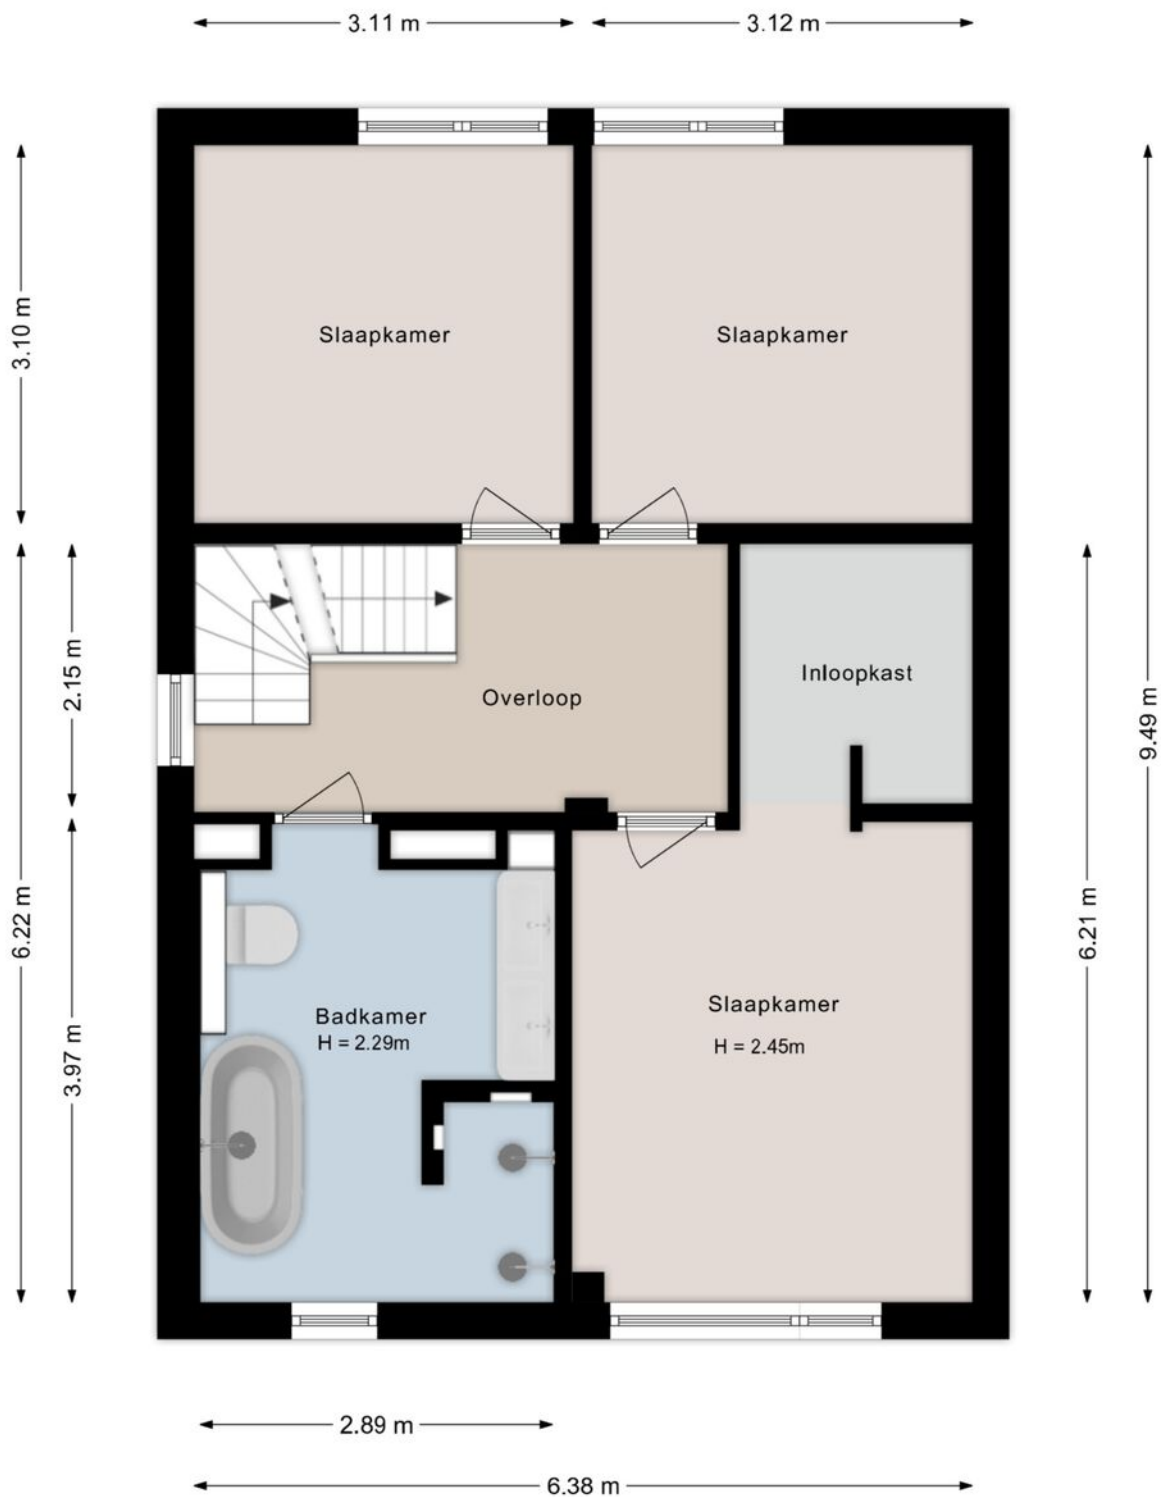 3.11 m
3.12 m
3.10 m
Slaapkamer
Slaapkamer
2.15 m
Inloopkast
Overloop
9.49 m
6.22 m
6.21 m
3.97 m
Badkamer
H = 2.29m
Slaapkamer
H = 2.45m
2.89 m
6.38 m